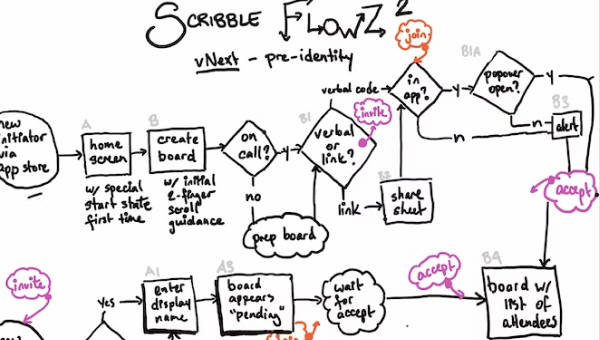 SCRIBBLE FLOWZ 2
vNext - pre-identity
join
verbal code
in
app?
y
B1A
popover
open?
y
n
n
B3
alert
new
initiator
via
app store
A
home
screen
w/ special
start state
first time
B
create
board
w/ initial
2-finger
scroll
guidance
on
call?
y
no
prep board
B1
verbal
or
link?
invite
link
B2
share
sheet
accept
invite
yes
A1
enter
display
name
A3
board
appears
"pending"
join
wait
for
accept
accept
B4
board w/
list of
attendees